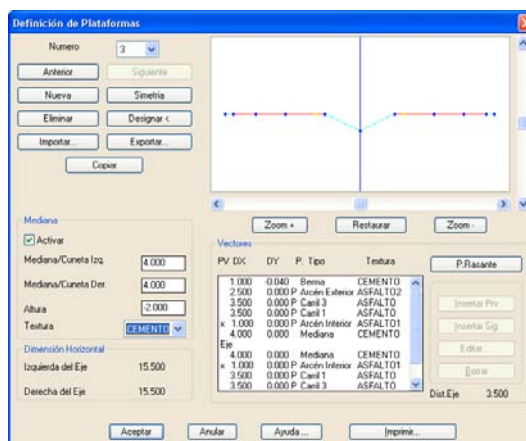 Definición de Plataformas
Numero 3
Anterior Siguiente
Nueva Simetria
Eliminar Designar <
Importar... Exportar...
Copiar
Zoom + Restaurar Zoom -
Mediana
Activar
Mediana/Cuneta Izq. 4.000
Mediana/Cuneta Der. 4.000
Altura -2.000
Textura CEMENTO
Dimensión Horizontal
Izquierda del Eje 15.500
Derecha del Eje 15.500
Vectores
PV DX DY P. Tipo Textura
1.000 -0.040 Berma CEMENTO
2.500 0.000 P Arcén Exterior ASFALTO2
3.500 0.000 P Carril 3 ASFALTO
3.500 0.000 P Carril 1 ASFALTO
x 1.000 0.000 P Arcén Interior ASFALTO1
4.000 0.000 Mediana CEMENTO
Eje
4.000 0.000 Mediana CEMENTO
x 1.000 0.000 P Arcén Interior ASFALTO1
3.500 0.000 P Carril 1 ASFALTO
3.500 0.000 P Carril 3 ASFALTO
P.Rasante
Insertar Prv
Insertar Sig
Editar...
Borrar
Dist.Eje 3.500
Aceptar Anular Ayuda ... Imprimir...